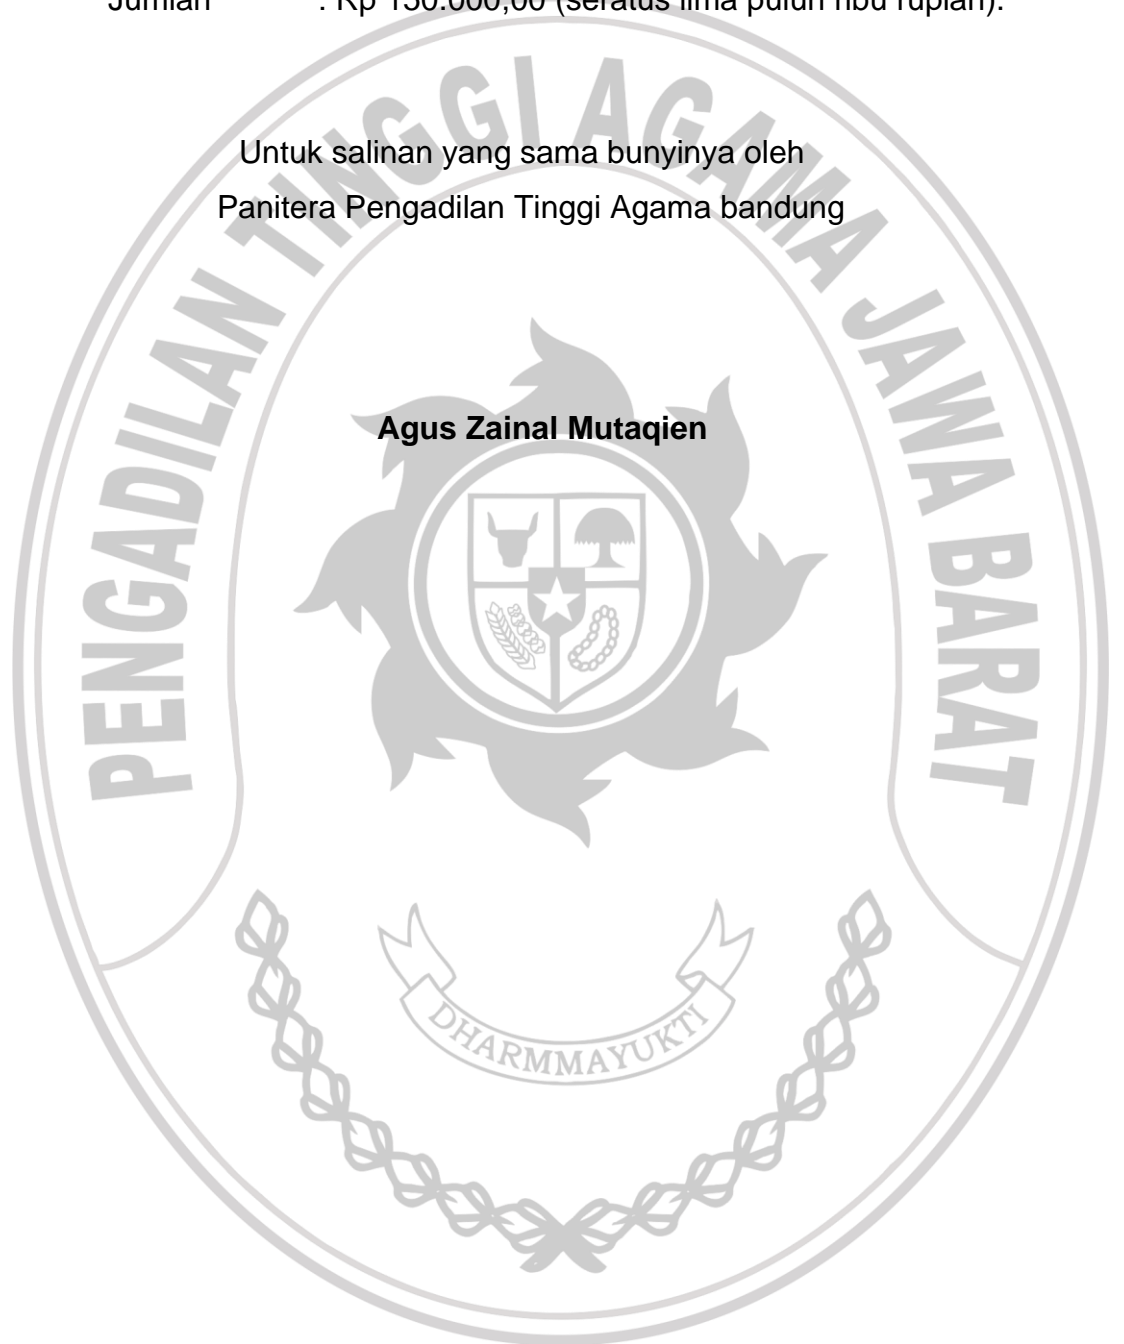 Jumlah : Rp 150.000,00 (seratus lima puluh ribu rupiah).
Untuk salinan yang sama bunyinya oleh
Panitera Pengadilan Tinggi Agama bandung
Agus Zainal Mutaqien
PENGADILAN TINGGI AGAMA JAWA BARAT
DHARMMAYUKTI